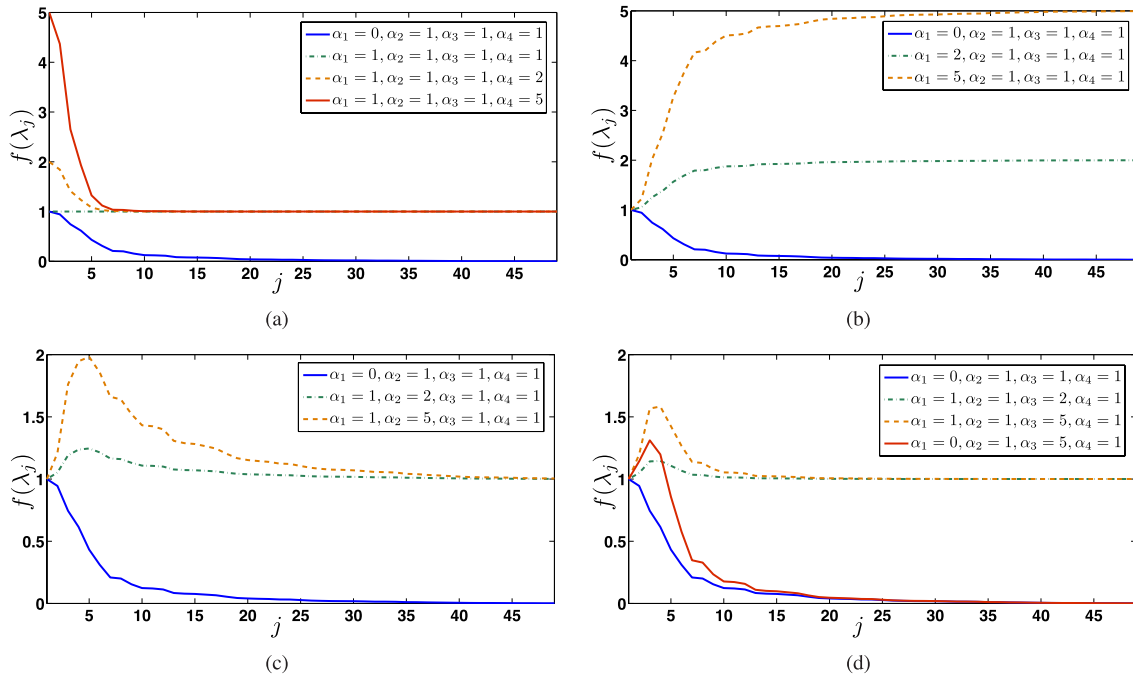 5
4
3
2
1
0
f(λ_j)
α₁ = 0, α₂ = 1, α₃ = 1, α₄ = 1
α₁ = 1, α₂ = 1, α₃ = 1, α₄ = 1
α₁ = 1, α₂ = 1, α₃ = 1, α₄ = 2
α₁ = 1, α₂ = 1, α₃ = 1, α₄ = 5
5 10 15 20 25 30 35 40 45
j
(a)
5
4
3
2
1
0
f(λ_j)
α₁ = 0, α₂ = 1, α₃ = 1, α₄ = 1
α₁ = 2, α₂ = 1, α₃ = 1, α₄ = 1
α₁ = 5, α₂ = 1, α₃ = 1, α₄ = 1
5 10 15 20 25 30 35 40 45
j
(b)
2
1.5
1
0.5
0
f(λ_j)
α₁ = 0, α₂ = 1, α₃ = 1, α₄ = 1
α₁ = 1, α₂ = 2, α₃ = 1, α₄ = 1
α₁ = 1, α₂ = 5, α₃ = 1, α₄ = 1
5 10 15 20 25 30 35 40 45
j
(c)
2
1.5
1
0.5
0
f(λ_j)
α₁ = 0, α₂ = 1, α₃ = 1, α₄ = 1
α₁ = 1, α₂ = 1, α₃ = 2, α₄ = 1
α₁ = 1, α₂ = 1, α₃ = 5, α₄ = 1
α₁ = 0, α₂ = 1, α₃ = 5, α₄ = 1
5 10 15 20 25 30 35 40 45
j
(d)